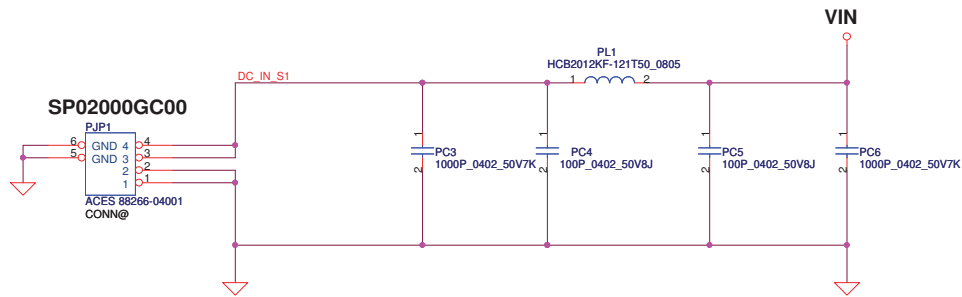 VIN
PL1
HCB2012KF-121T50_0805
1 2
DC_IN_S1
SP02000GC00
PJP1
6 GND 4 4
5 GND 3 3
2 2
1 1
ACES 88266-04001
CONN@
1
PC3
1000P_0402_50V7K
2
1
PC4
100P_0402_50V8J
2
1
PC5
100P_0402_50V8J
2
1
PC6
1000P_0402_50V7K
2